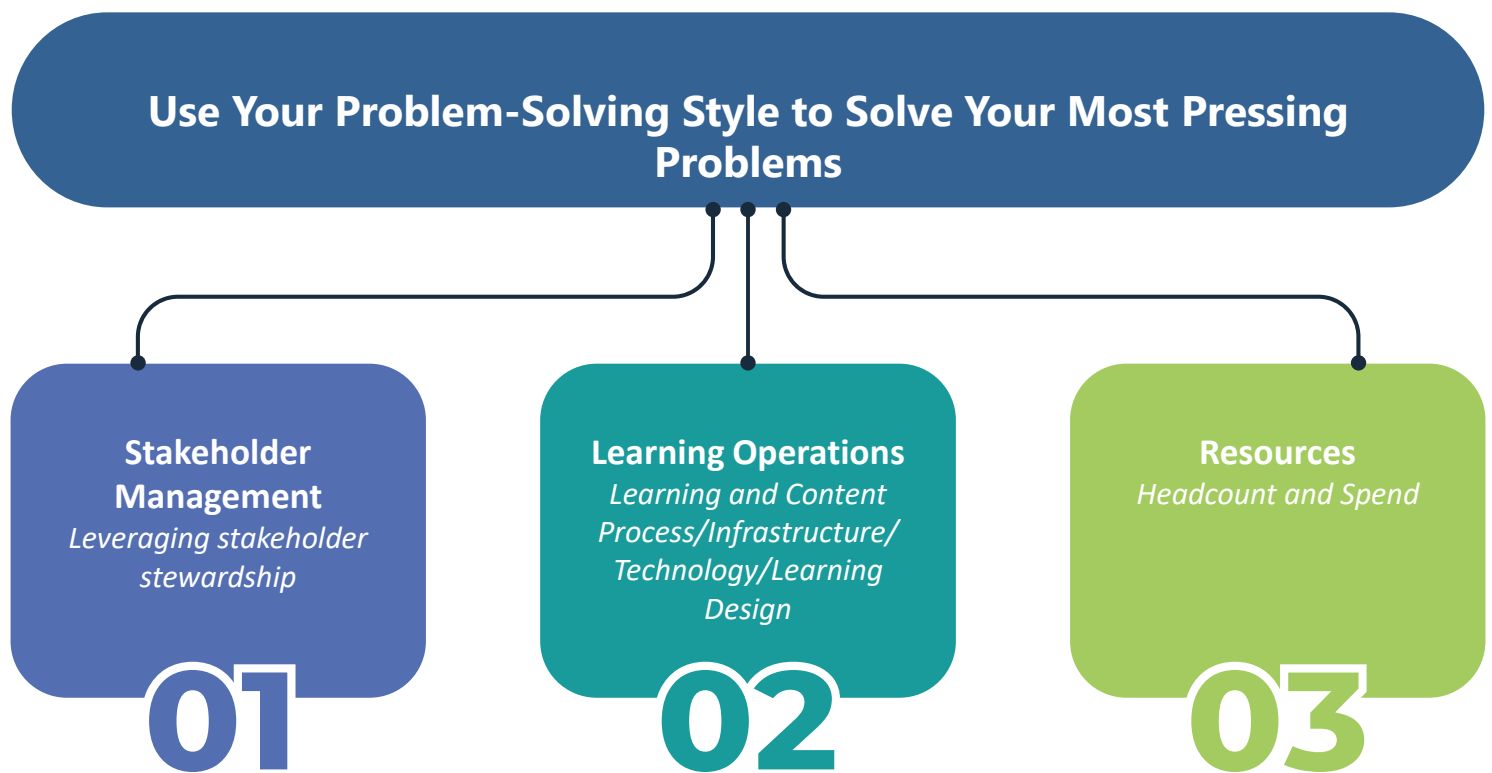 Use Your Problem-Solving Style to Solve Your Most Pressing
Problems
Stakeholder
Management
Leveraging stakeholder
stewardship
01
Learning Operations
Learning and Content
Process/Infrastructure/
Technology/Learning
Design
02
Resources
Headcount and Spend
03